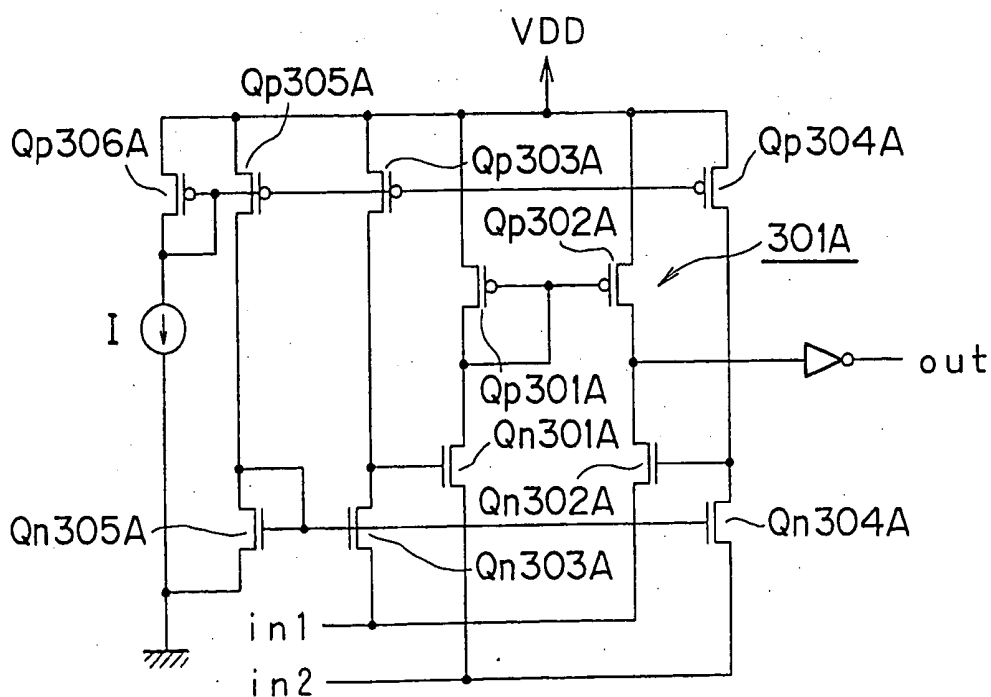 VDD
Qp305A
Qp306A
Qp303A
Qp304A
Qp302A
301A
I
out
Qp301A
Qn301A
Qn302A
Qn305A
Qn304A
Qn303A
in1
in2